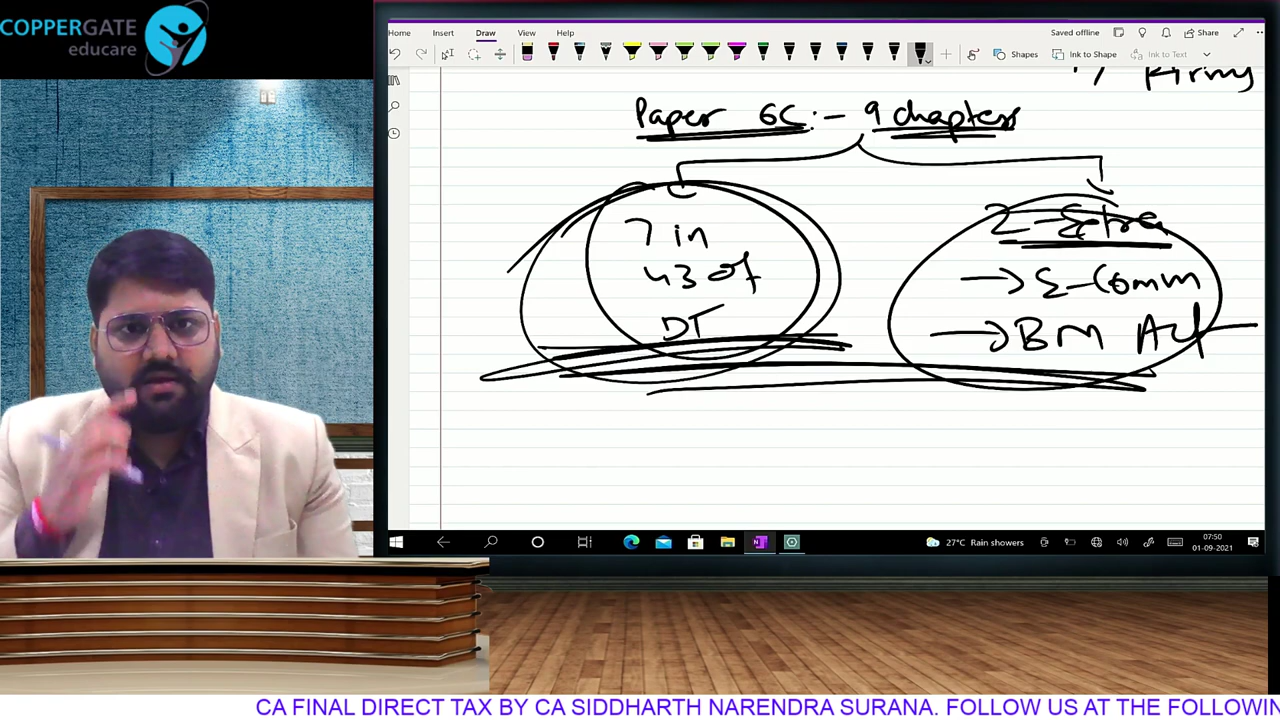 COPPERGATE
educare
Home Insert Draw View Help
Saved offline Share
Shapes Ink to Shape Ink to Text
Paper 6C:- 9 chapters
7 in
43 of
DT
2-Extra
→ E-Comm
→ BM Act
27°C Rain showers
07:50
01-09-2021
CA FINAL DIRECT TAX BY CA SIDDHARTH NARENDRA SURANA. FOLLOW US AT THE FOLLOWIN